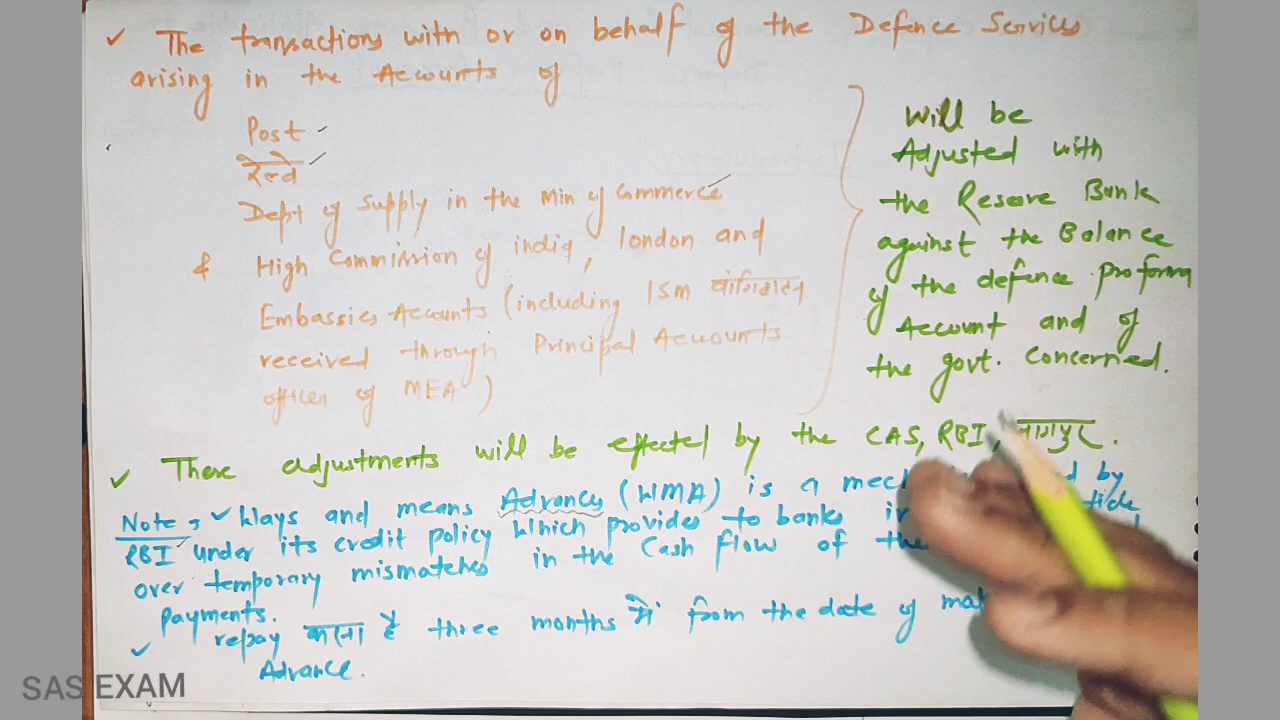 The transactions with or on behalf of the Defence Services
arising in the Accounts of
Post
रेल्वे
Dept of Supply in the Min of Commerce
& High Commission of india, london and
Embassies Accounts (including ISM वाशिंगटन
received through Principal Accounts
officer of MEA)
Will be
Adjusted with
the Reserve Bank
against the Balance
of the defence proforma
Account and of
the govt. concerned.
These adjustments will be effected by the CAS, RBI, नागपुर.
Note → Ways and means Advances (WMA) is a by
RBI under its credit policy which provides to banks
over temporary mismatches in the cash flow of
payments.
repay करना है three months में from the date of
Advance.
SAS EXAM